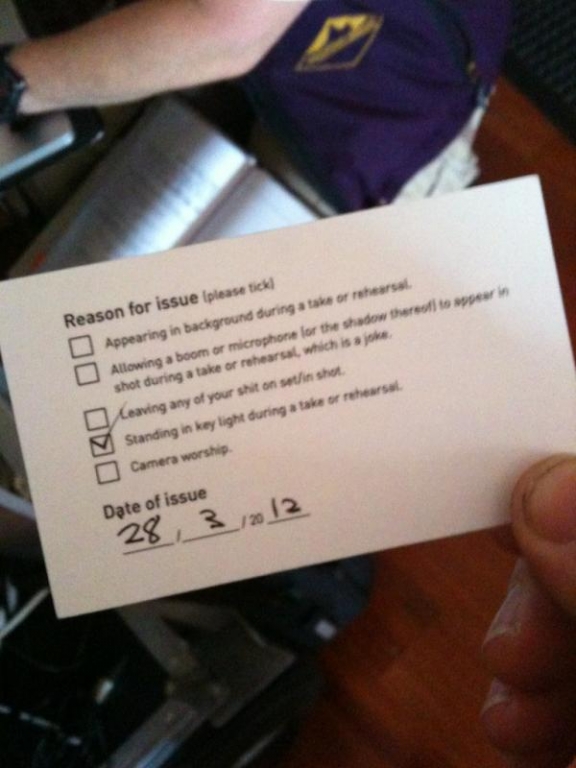 Reason for issue (please tick)
Appearing in background during a take or rehearsal.
Allowing a boom or microphone (or the shadow thereof) to appear in
shot during a take or rehearsal, which is a joke.
Leaving any of your shit on set/in shot.
Standing in key light during a take or rehearsal.
Camera worship.
Date of issue
28 / 3 / 20 12